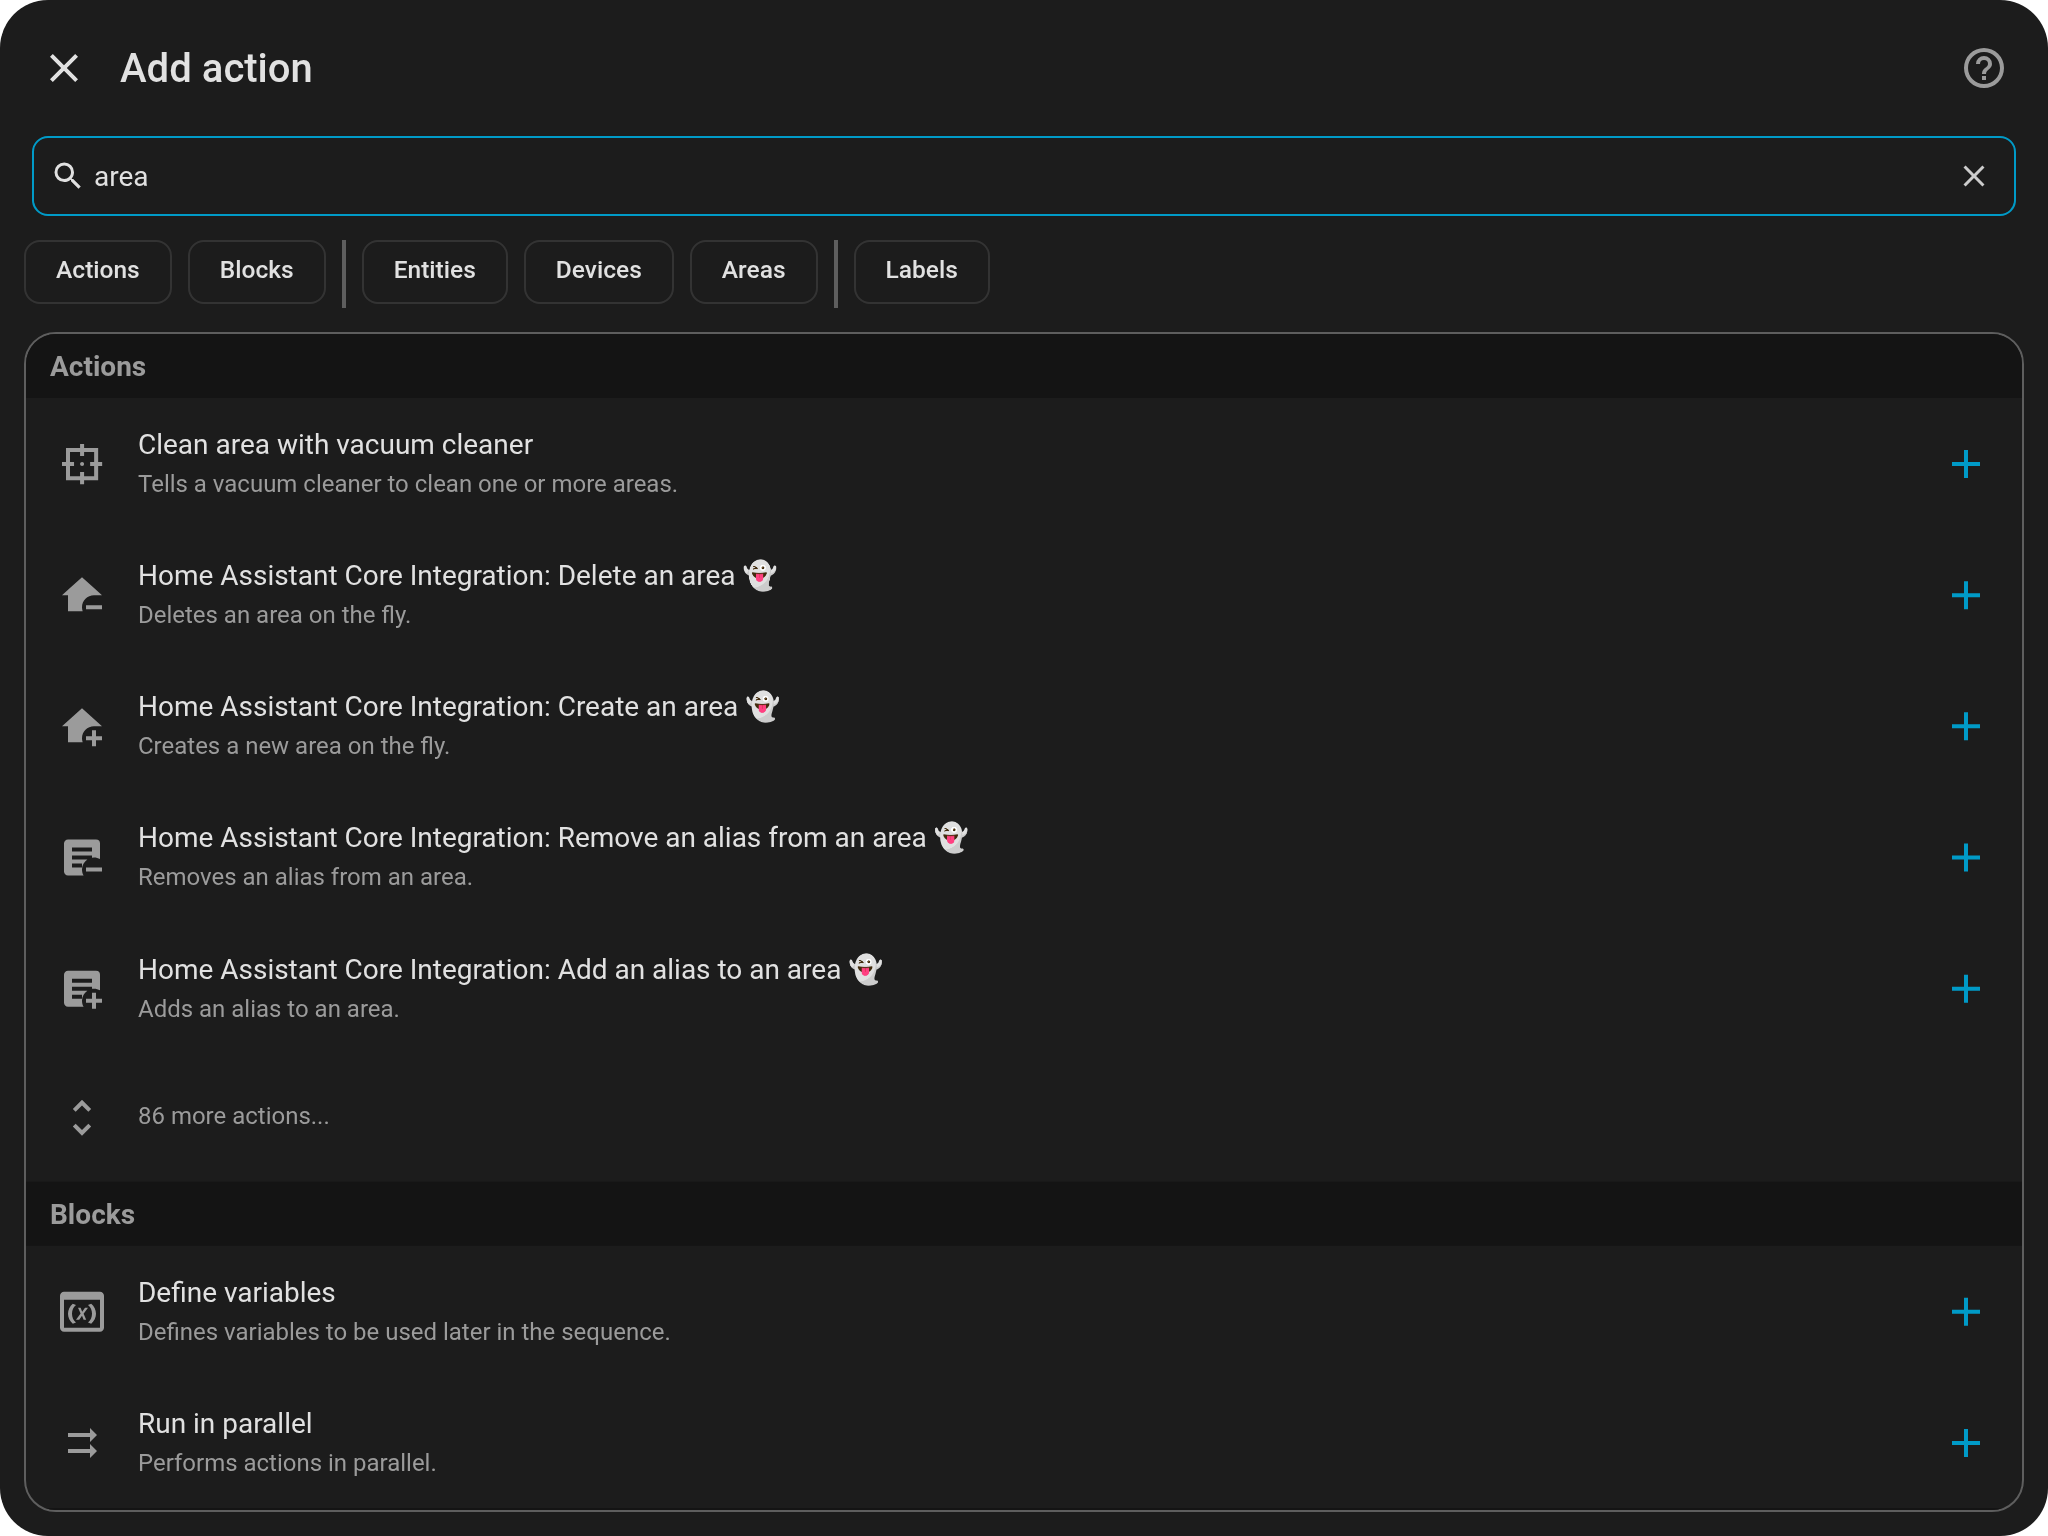 Add action
area
Actions Blocks Entities Devices Areas Labels
Actions
Clean area with vacuum cleaner
Tells a vacuum cleaner to clean one or more areas.
Home Assistant Core Integration: Delete an area 👻
Deletes an area on the fly.
Home Assistant Core Integration: Create an area 👻
Creates a new area on the fly.
Home Assistant Core Integration: Remove an alias from an area 👻
Removes an alias from an area.
Home Assistant Core Integration: Add an alias to an area 👻
Adds an alias to an area.
86 more actions...
Blocks
Define variables
Defines variables to be used later in the sequence.
Run in parallel
Performs actions in parallel.